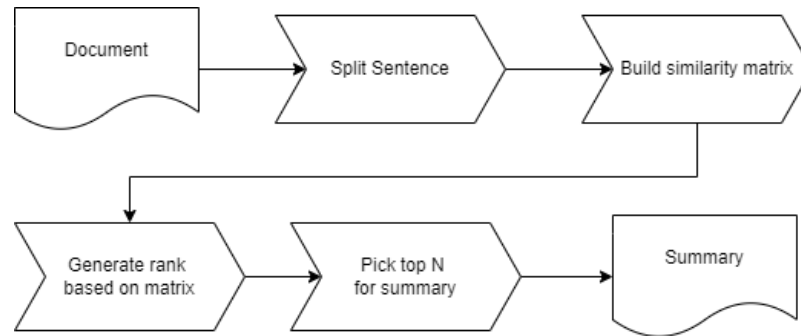 Document
Split Sentence
Build similarity matrix
Generate rank
based on matrix
Pick top N
for summary
Summary